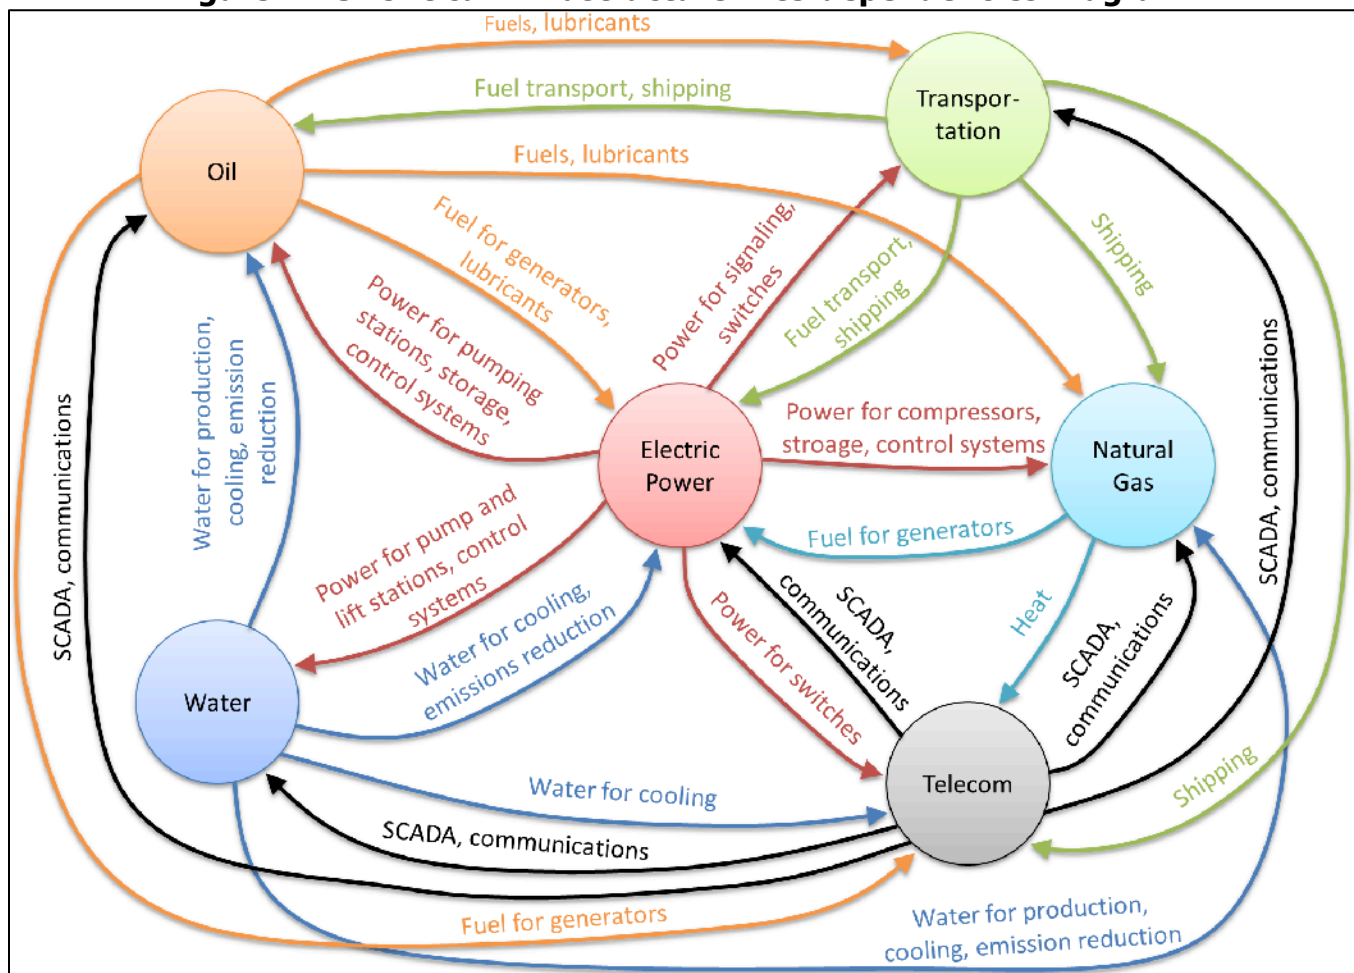 Fuels, lubricants
Fuel transport, shipping
Transpor-
tation
Oil
Fuels, lubricants
Fuel for generators,
lubricants
Power for signaling,
switches
Fuel transport,
shipping
Shipping
Power for pumping
stations, storage,
control systems
Water for production,
cooling, emission
reduction
SCADA, communications
Electric
Power
Power for compressors,
stroage, control systems
Natural
Gas
SCADA, communications
Fuel for generators
Power for pump and
lift stations, control
systems
Water for cooling,
emissions reduction
Power for switches
SCADA,
communications
Heat
SCADA,
communications
Water
Telecom
Shipping
Water for cooling
SCADA, communications
Fuel for generators
Water for production,
cooling, emission reduction